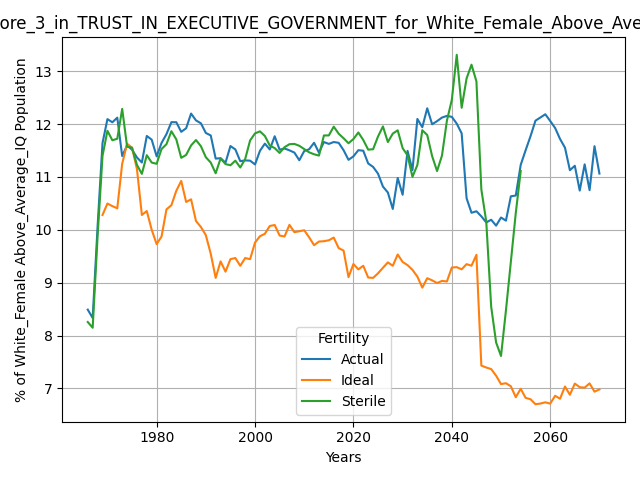 ore_3_in_TRUST_IN_EXECUTIVE_GOVERNMENT_for_White_Female_Above_Ave
% of White_Female Above_Average_IQ Population
13
12
11
10
9
8
7
Fertility
Actual
Ideal
Sterile
1980
2000
2020
2040
2060
Years